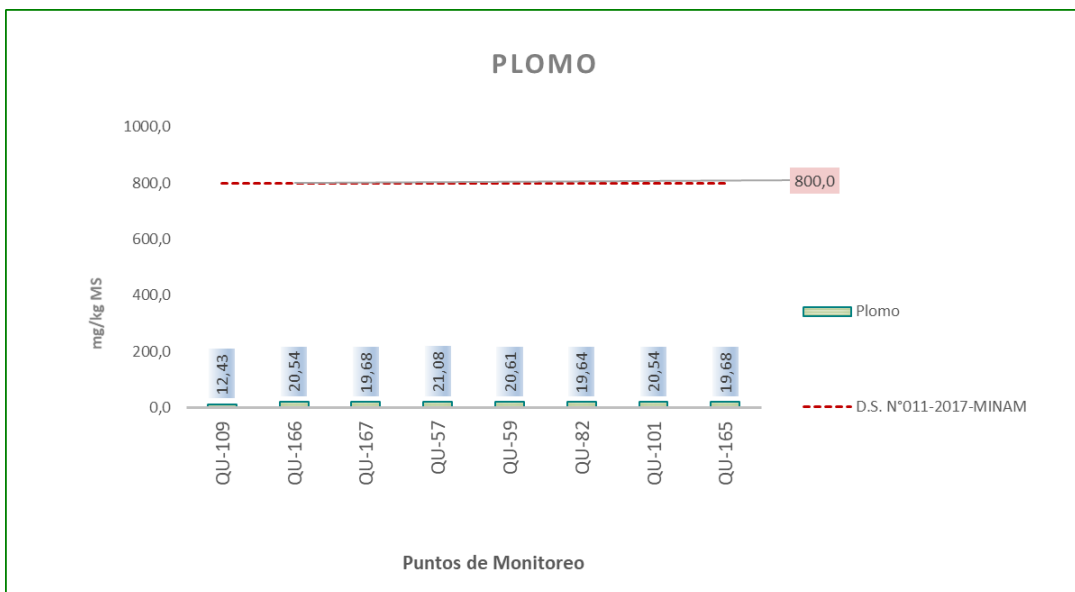 PLOMO
1000,0
800,0
600,0
400,0
200,0
0,0
mg/kg MS
800,0
12,43
20,54
19,68
21,08
20,61
19,64
20,54
19,68
QU-109
QU-166
QU-167
QU-57
QU-59
QU-82
QU-101
QU-165
Puntos de Monitoreo
Plomo
D.S. N°011-2017-MINAM